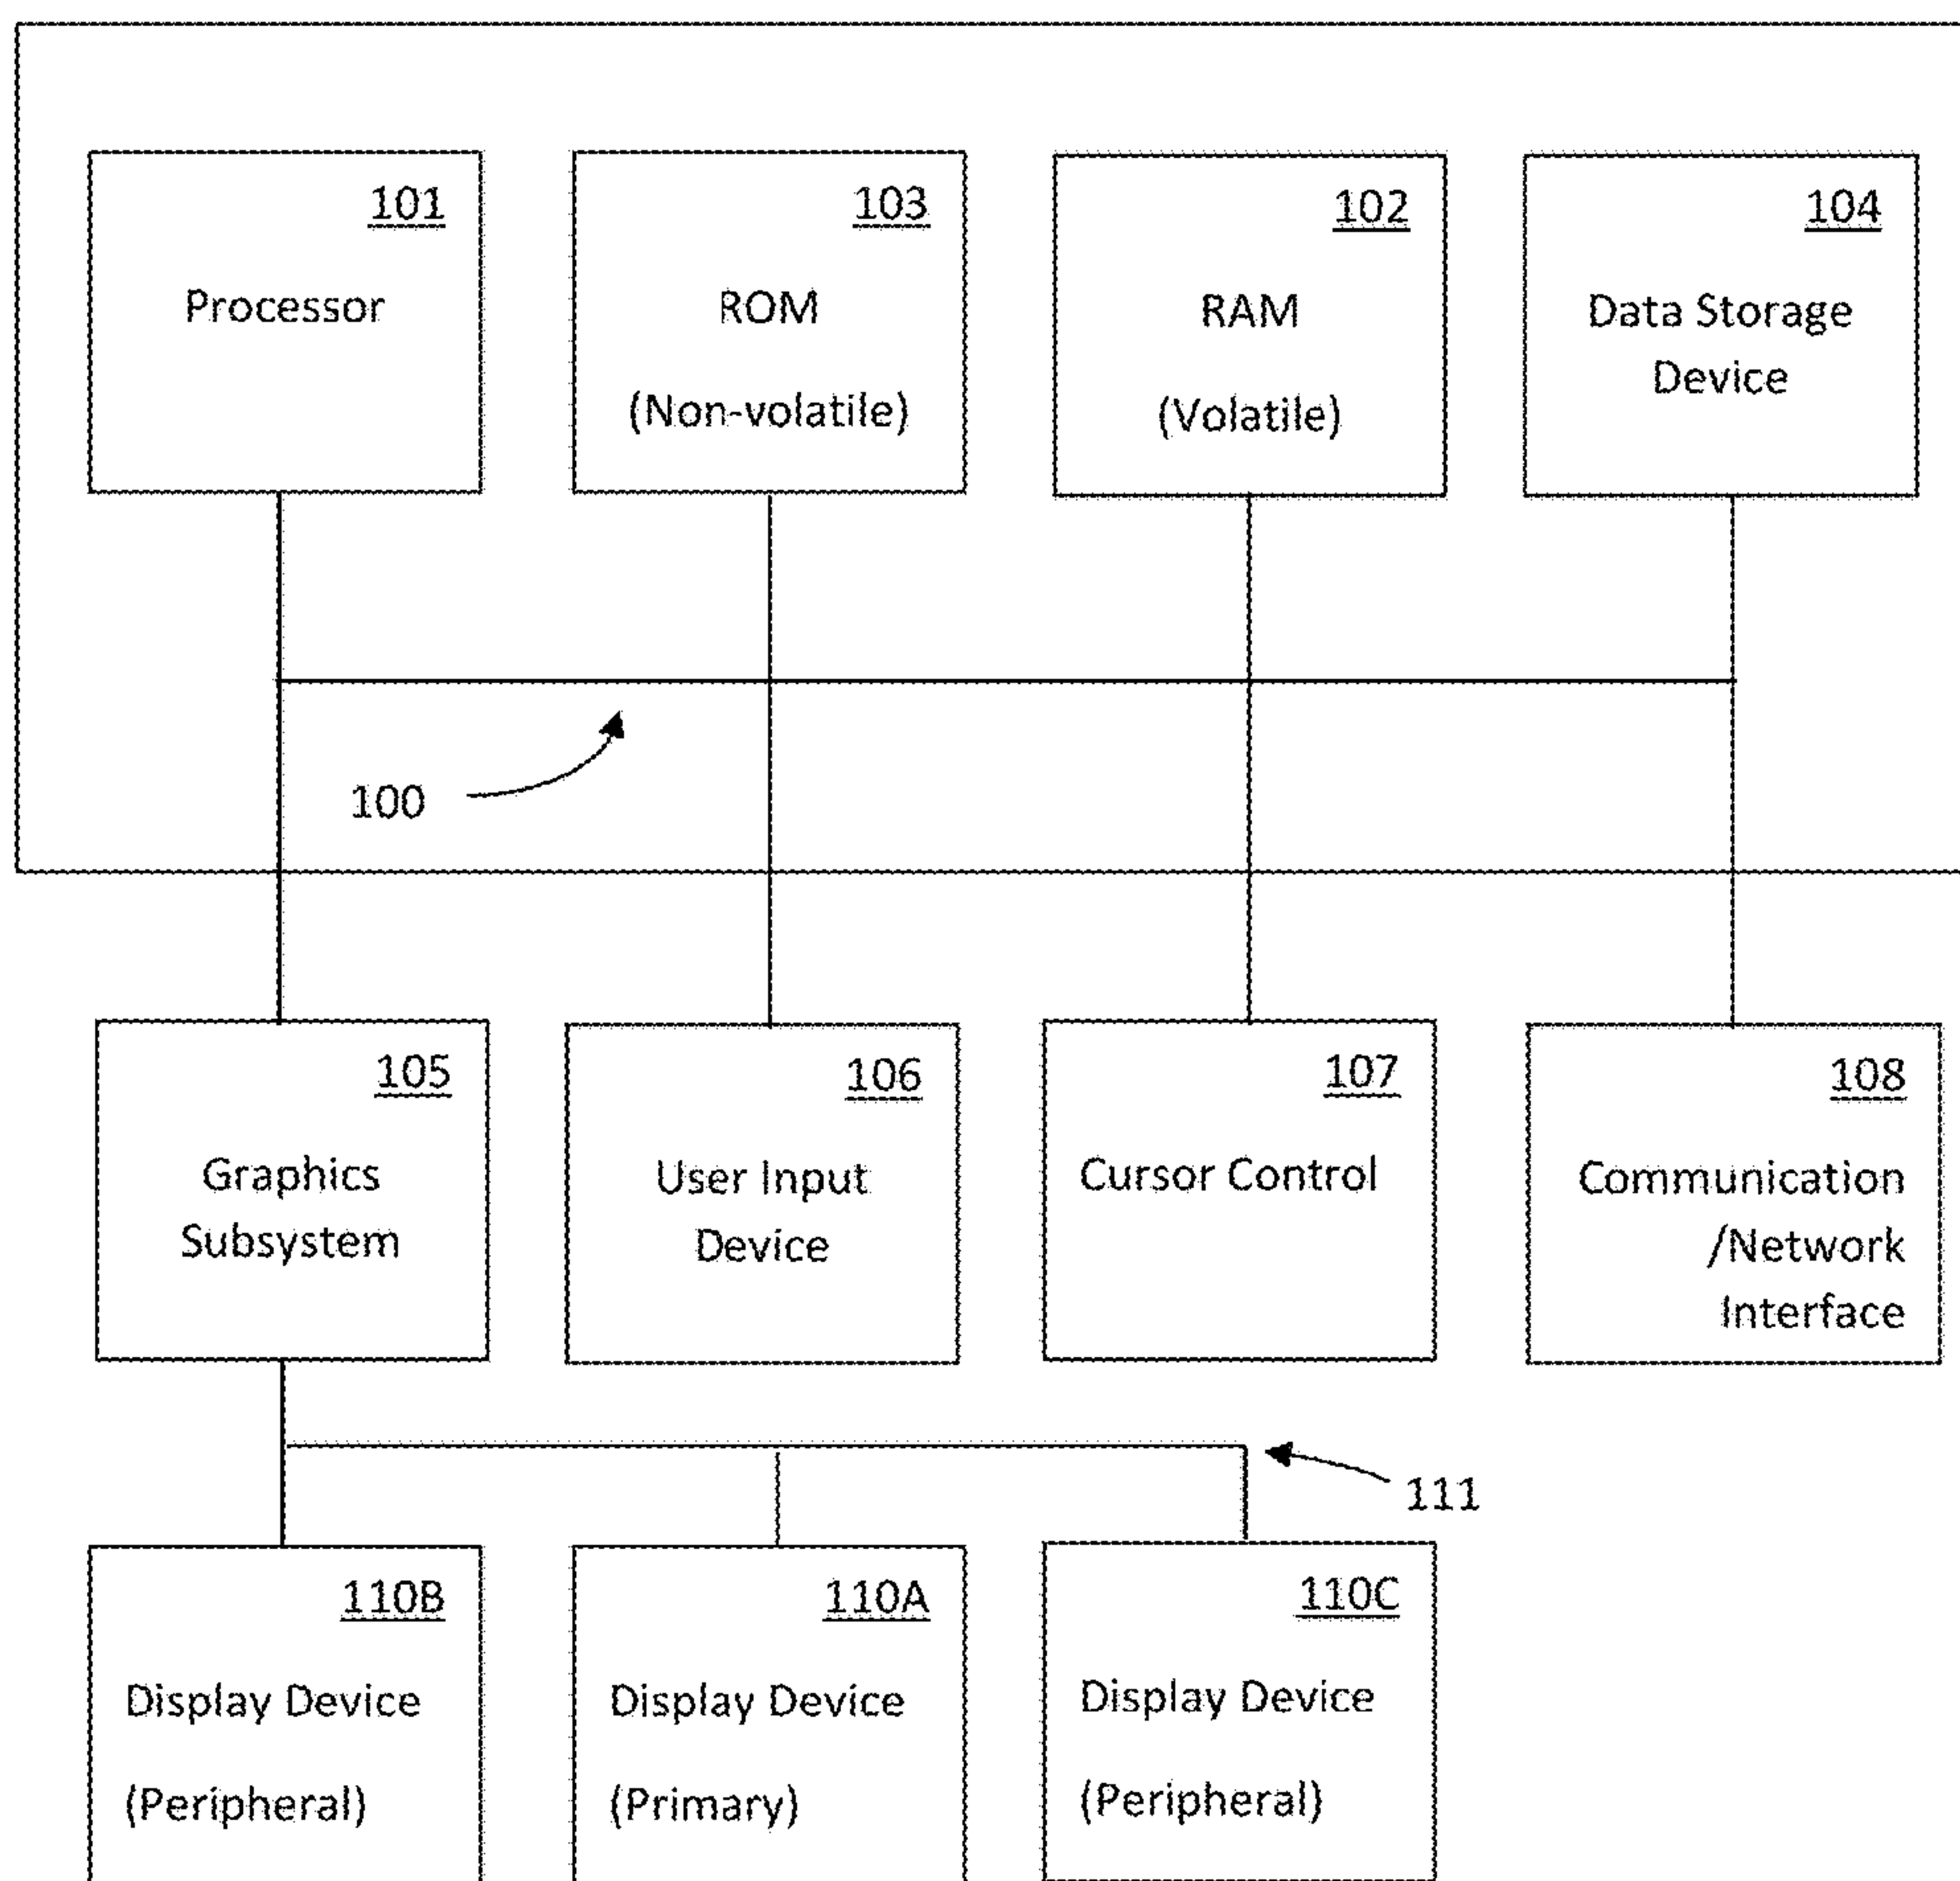 101
Processor
103
ROM
(Non-volatile)
102
RAM
(Volatile)
104
Data Storage
Device
100
105
Graphics
Subsystem
106
User Input
Device
107
Cursor Control
108
Communication
/Network
Interface
111
110B
Display Device
(Peripheral)
110A
Display Device
(Primary)
110C
Display Device
(Peripheral)